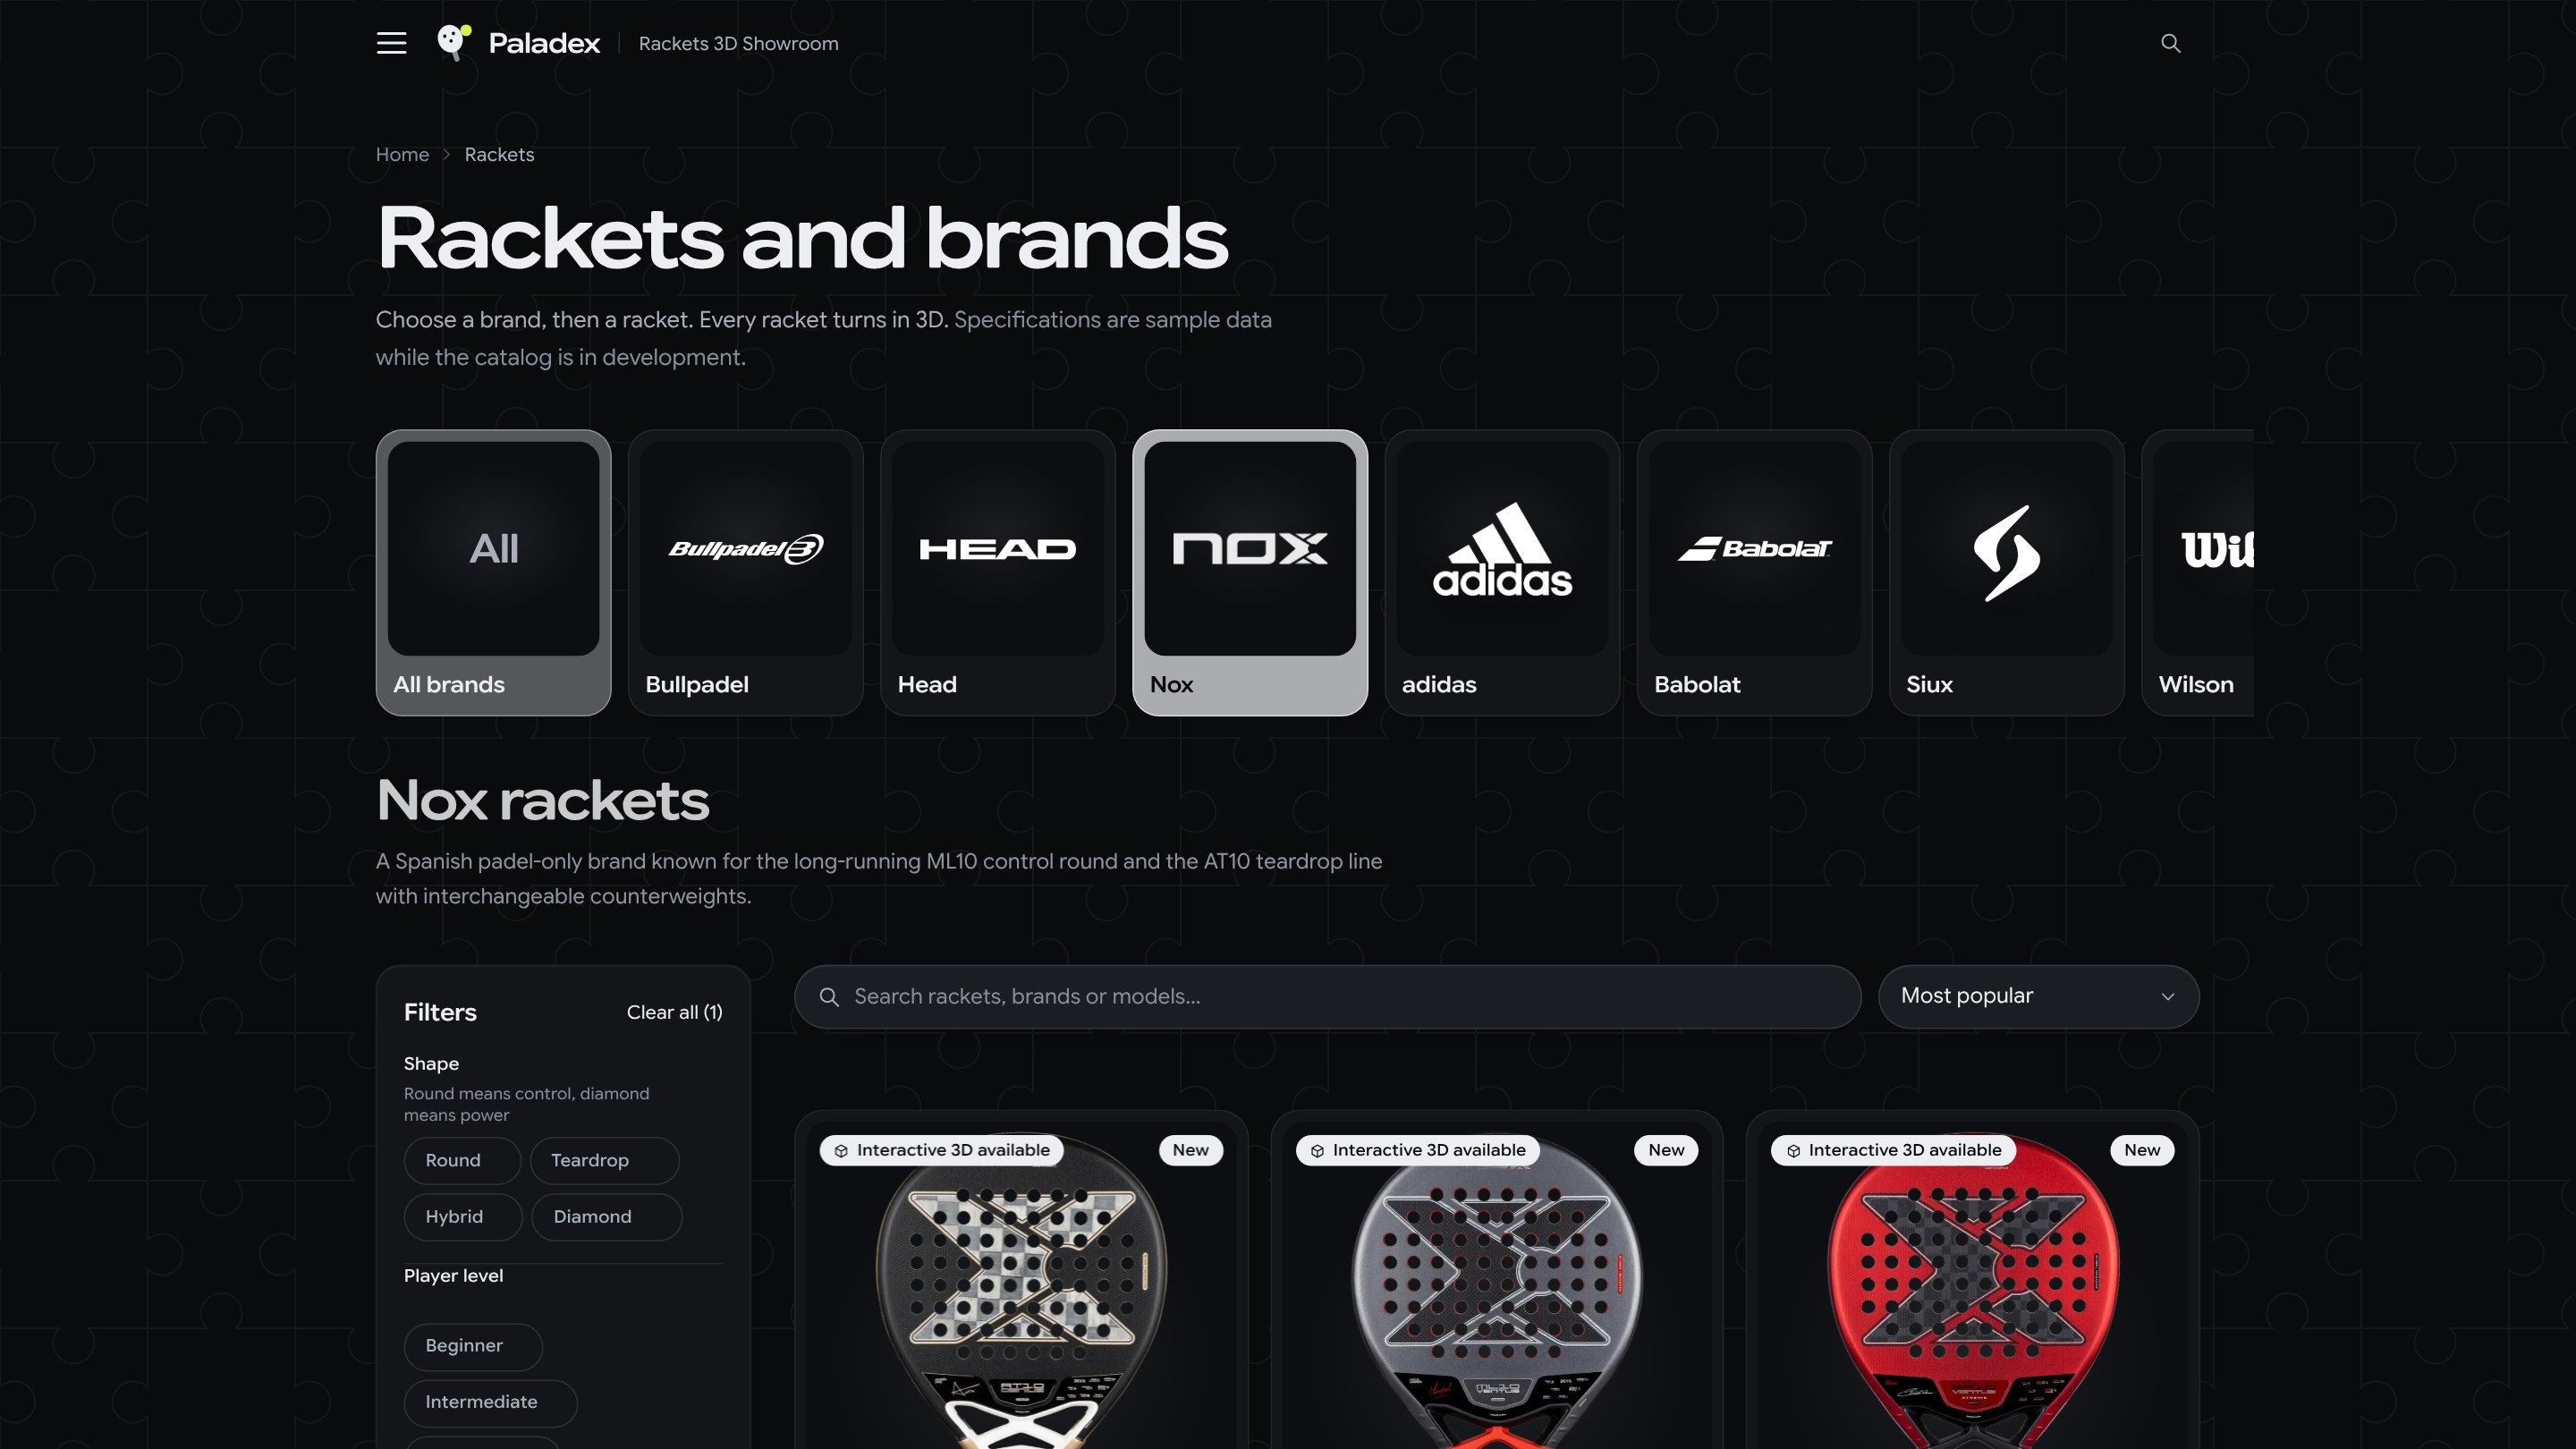 Paladex
Rackets 3D Showroom
Home > Rackets
Rackets and brands
Choose a brand, then a racket. Every racket turns in 3D. Specifications are sample data
while the catalog is in development.
All
Bullpadel
HEAD
nox
adidas
Babolat
Wil
All brands
Bullpadel
Head
Nox
adidas
Babolat
Siux
Wilson
Nox rackets
A Spanish padel-only brand known for the long-running ML10 control round and the AT10 teardrop line
with interchangeable counterweights.
Filters
Clear all (1)
Search rackets, brands or models...
Most popular
Shape
Round means control, diamond
means power
Round
Teardrop
Hybrid
Diamond
Player level
Beginner
Intermediate
Interactive 3D available
New
Interactive 3D available
New
Interactive 3D available
New
AT10
ML10
VERTUS